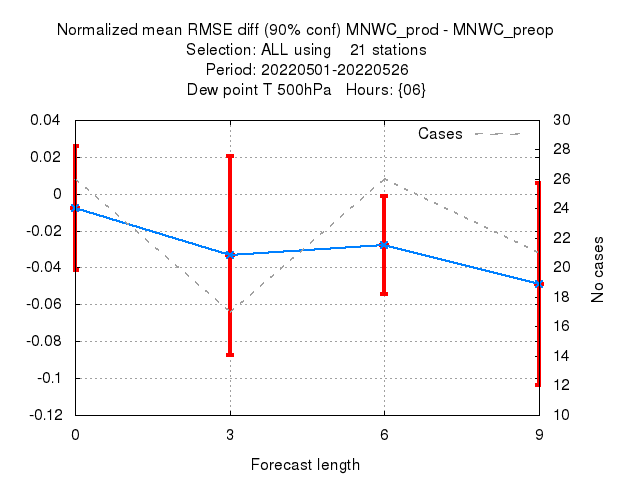 Normalized mean RMSE diff (90% conf) MNWC_prod - MNWC_preop
Selection: ALL using 21 stations
Period: 20220501-20220526
Dew point T 500hPa Hours: {06}
Cases
0.04
0.02
0
-0.02
-0.04
-0.06
-0.08
-0.1
-0.12
30
28
26
24
22
20
18
16
14
12
10
No cases
0 3 6 9
Forecast length